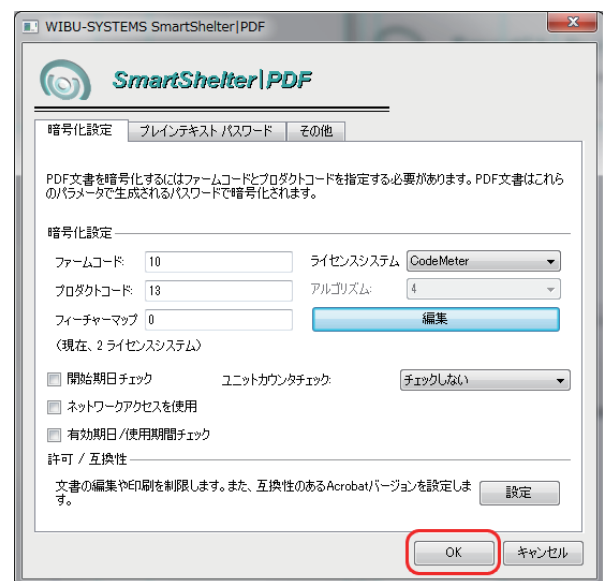 WIBU-SYSTEMS SmartShelter|PDF
SmartShelter|PDF
暗号化設定 プレインテキスト パスワード その他
PDF文書を暗号化するにはファームコードとプロダクトコードを指定する必要があります。PDF文書はこれら
のパラメータで生成されるパスワードで暗号化されます。
暗号化設定
ファームコード: 10 ライセンスシステム CodeMeter
プロダクトコード: 13 アルゴリズム: 4
フィーチャーマップ 0 編集
(現在、2 ライセンスシステム)
開始期日チェック ユニットカウンタチェック: チェックしない
ネットワークアクセスを使用
有効期日/使用期間チェック
許可 / 互換性
文書の編集や印刷を制限します。また、互換性のあるAcrobatバージョンを設定しま
す。 設定
OK キャンセル